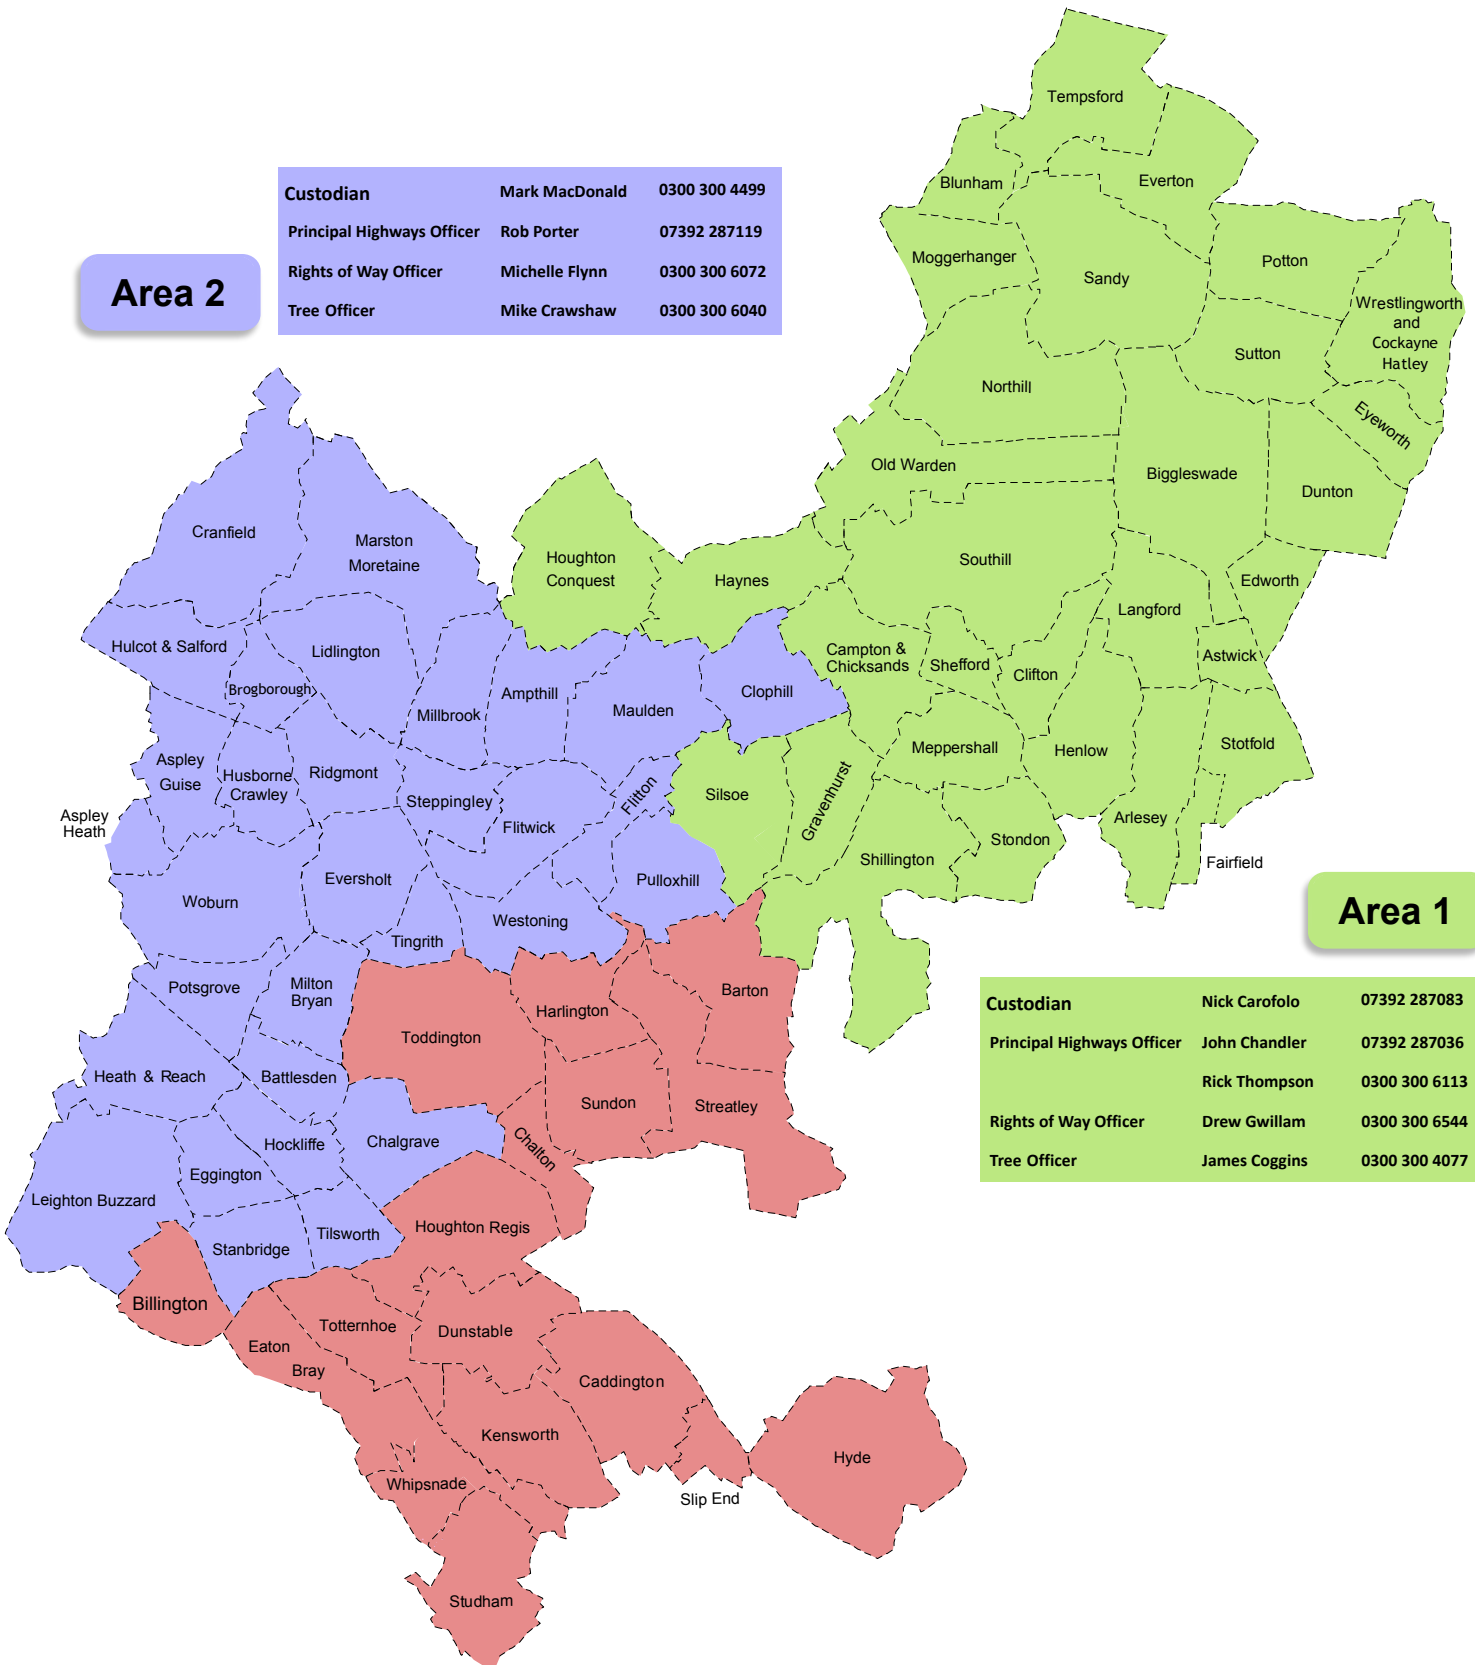 Tempsford
Blunham
Everton
Custodian Mark MacDonald 0300 300 4499
Principal Highways Officer Rob Porter 07392 287119
Rights of Way Officer Michelle Flynn 0300 300 6072
Tree Officer Mike Crawshaw 0300 300 6040
Area 2
Moggerhanger
Sandy
Potton
Wrestlingworth
and
Cockayne
Hatley
Sutton
Northill
Eyeworth
Old Warden
Biggleswade
Dunton
Cranfield
Marston
Moretaine
Houghton
Conquest
Haynes
Southill
Edworth
Langford
Hulcot & Salford
Lidlington
Campton &
Chicksands
Shefford
Clifton
Astwick
Brogborough
Millbrook
Ampthill
Maulden
Clophill
Aspley
Guise
Husborne
Crawley
Ridgmont
Meppershall
Henlow
Stotfold
Aspley
Heath
Steppingley
Flitwick
Flitton
Silsoe
Gravenhurst
Arlesey
Shillington
Stondon
Fairfield
Woburn
Eversholt
Pulloxhill
Westoning
Tingrith
Area 1
Potsgrove
Milton
Bryan
Toddington
Harlington
Barton
Custodian Nick Carofolo 07392 287083
Principal Highways Officer John Chandler 07392 287036
Rick Thompson 0300 300 6113
Rights of Way Officer Drew Gwillam 0300 300 6544
Tree Officer James Coggins 0300 300 4077
Heath & Reach
Battlesden
Sundon
Streatley
Hockliffe
Chalgrave
Chalton
Eggington
Leighton Buzzard
Stanbridge
Tilsworth
Houghton Regis
Billington
Totternhoe
Dunstable
Eaton
Bray
Caddington
Kensworth
Hyde
Whipsnade
Slip End
Studham